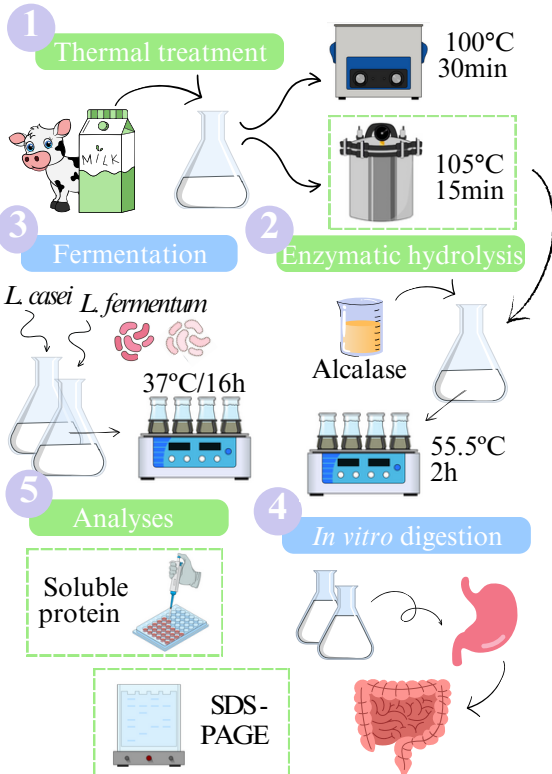 1
Thermal treatment
100°C
30min
MILK
105°C
15min
2
Enzymatic hydrolysis
Alcalase
55.5ºC
2h
3
Fermentation
L. casei
L. fermentum
37ºC/16h
4
In vitro digestion
5
Analyses
Soluble
protein
SDS-
PAGE